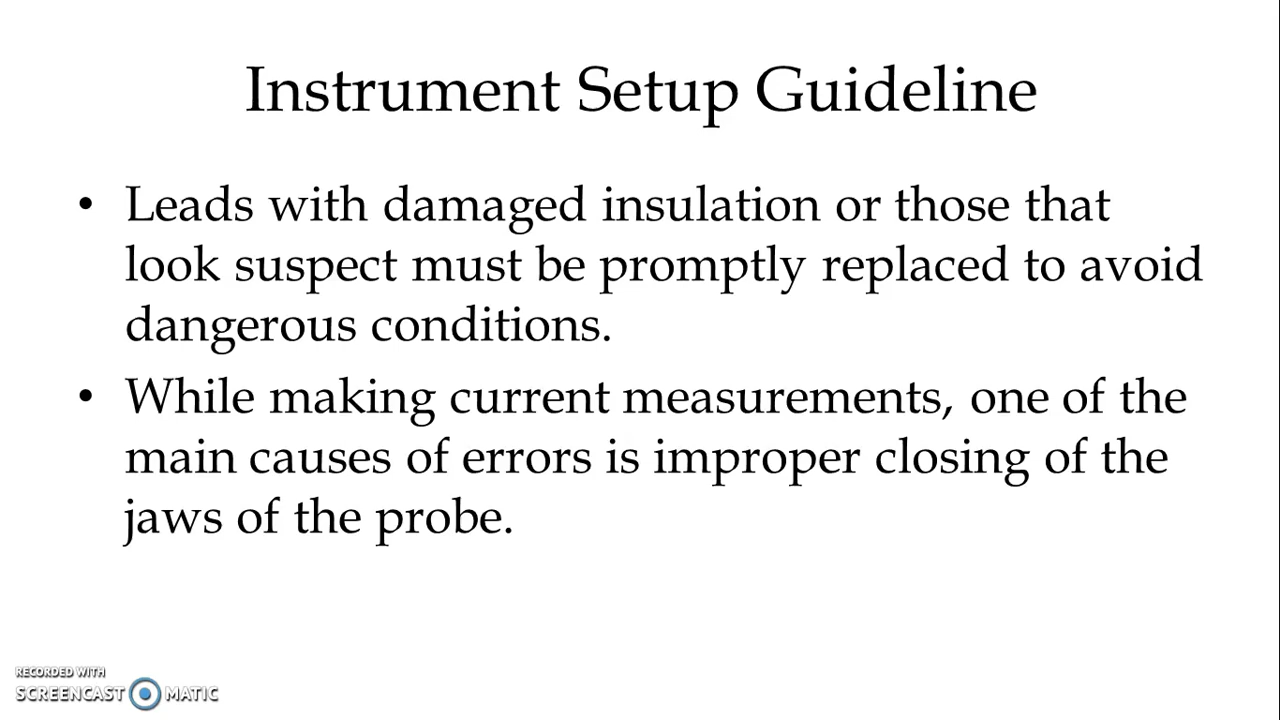 Instrument Setup Guideline
• Leads with damaged insulation or those that
look suspect must be promptly replaced to avoid
dangerous conditions.
• While making current measurements, one of the
main causes of errors is improper closing of the
jaws of the probe.
RECORDED WITH
SCREENCAST MATIC